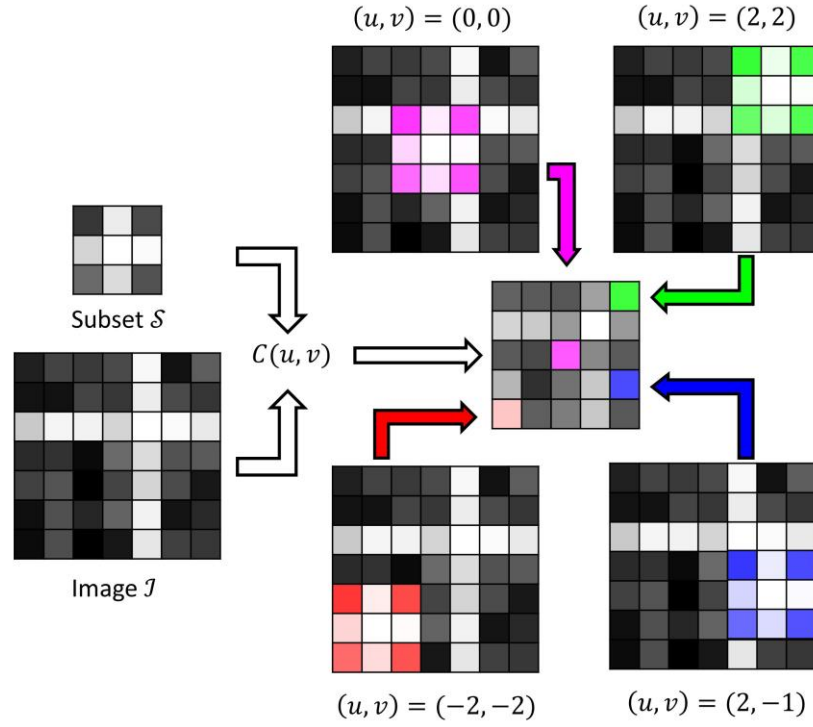 (u, v) = (0, 0)
(u, v) = (2, 2)
Subset 𝒮
C(u, v)
Image ℐ
(u, v) = (−2, −2)
(u, v) = (2, −1)